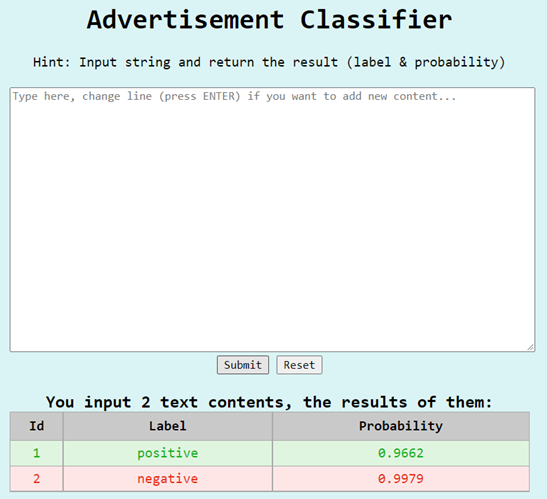 Advertisement Classifier
Hint: Input string and return the result (label & probability)
Type here, change line (press ENTER) if you want to add new content...
Submit Reset
You input 2 text contents, the results of them:
Id Label Probability
1 positive 0.9662
2 negative 0.9979